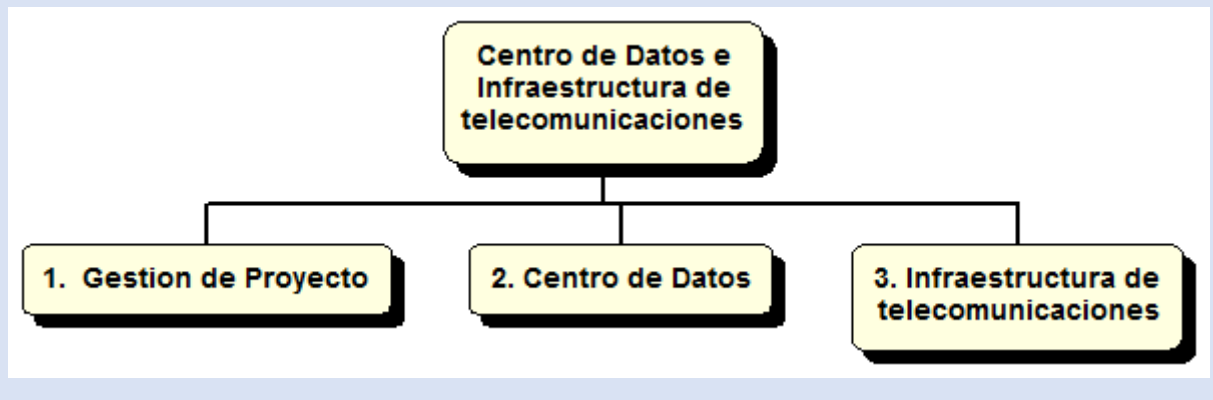 Centro de Datos e
Infraestructura de
telecomunicaciones
1. Gestion de Proyecto
2. Centro de Datos
3. Infraestructura de
telecomunicaciones